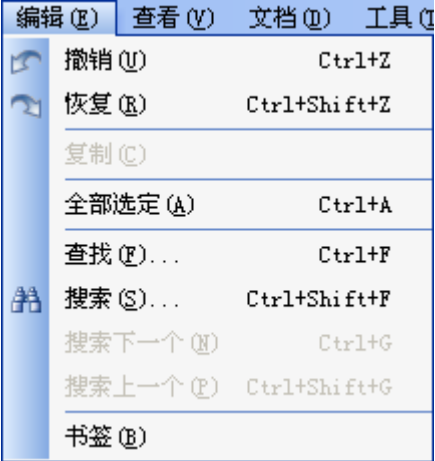 编辑(E) 查看(V) 文档(D) 工具(T
撤销(U) Ctrl+Z
恢复(R) Ctrl+Shift+Z
复制(C)
全部选定(A) Ctrl+A
查找(F)... Ctrl+F
搜索(S)... Ctrl+Shift+F
搜索下一个(N) Ctrl+G
搜索上一个(P) Ctrl+Shift+G
书签(B)